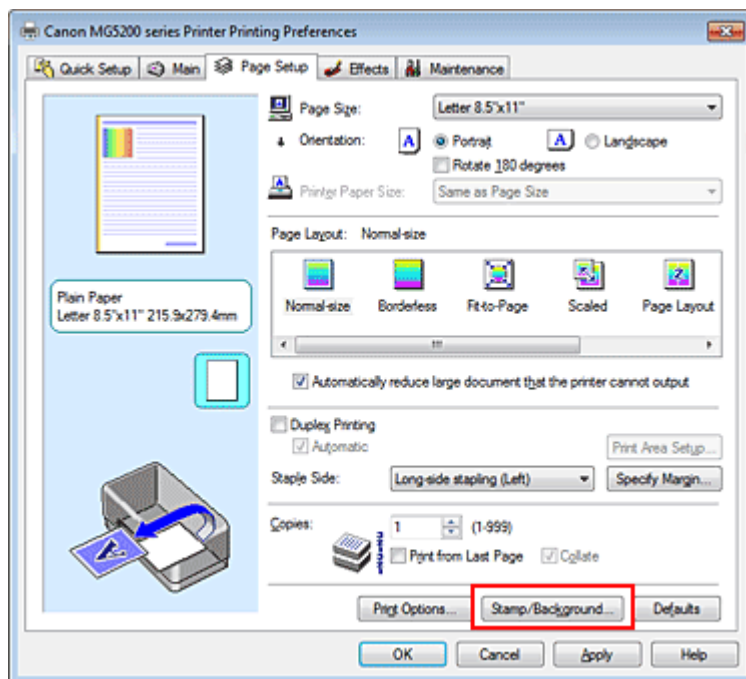 Canon MG5200 series Printer Printing Preferences
Quick Setup Main Page Setup Effects Maintenance
Page Size: Letter 8.5"x11"
Orientation: A Portrait A Landscape
Rotate 180 degrees
Printer Paper Size: Same as Page Size
Page Layout: Normal-size
Normal-size Borderless Fit-to-Page Scaled Page Layout
Plain Paper
Letter 8.5"x11" 215.9x279.4mm
Automatically reduce large document that the printer cannot output
Duplex Printing
Automatic Print Area Setup...
Staple Side: Long-side stapling (Left) Specify Margin...
Copies: 1 (1-999)
Print from Last Page Collate
Print Options... Stamp/Background... Defaults
OK Cancel Apply Help